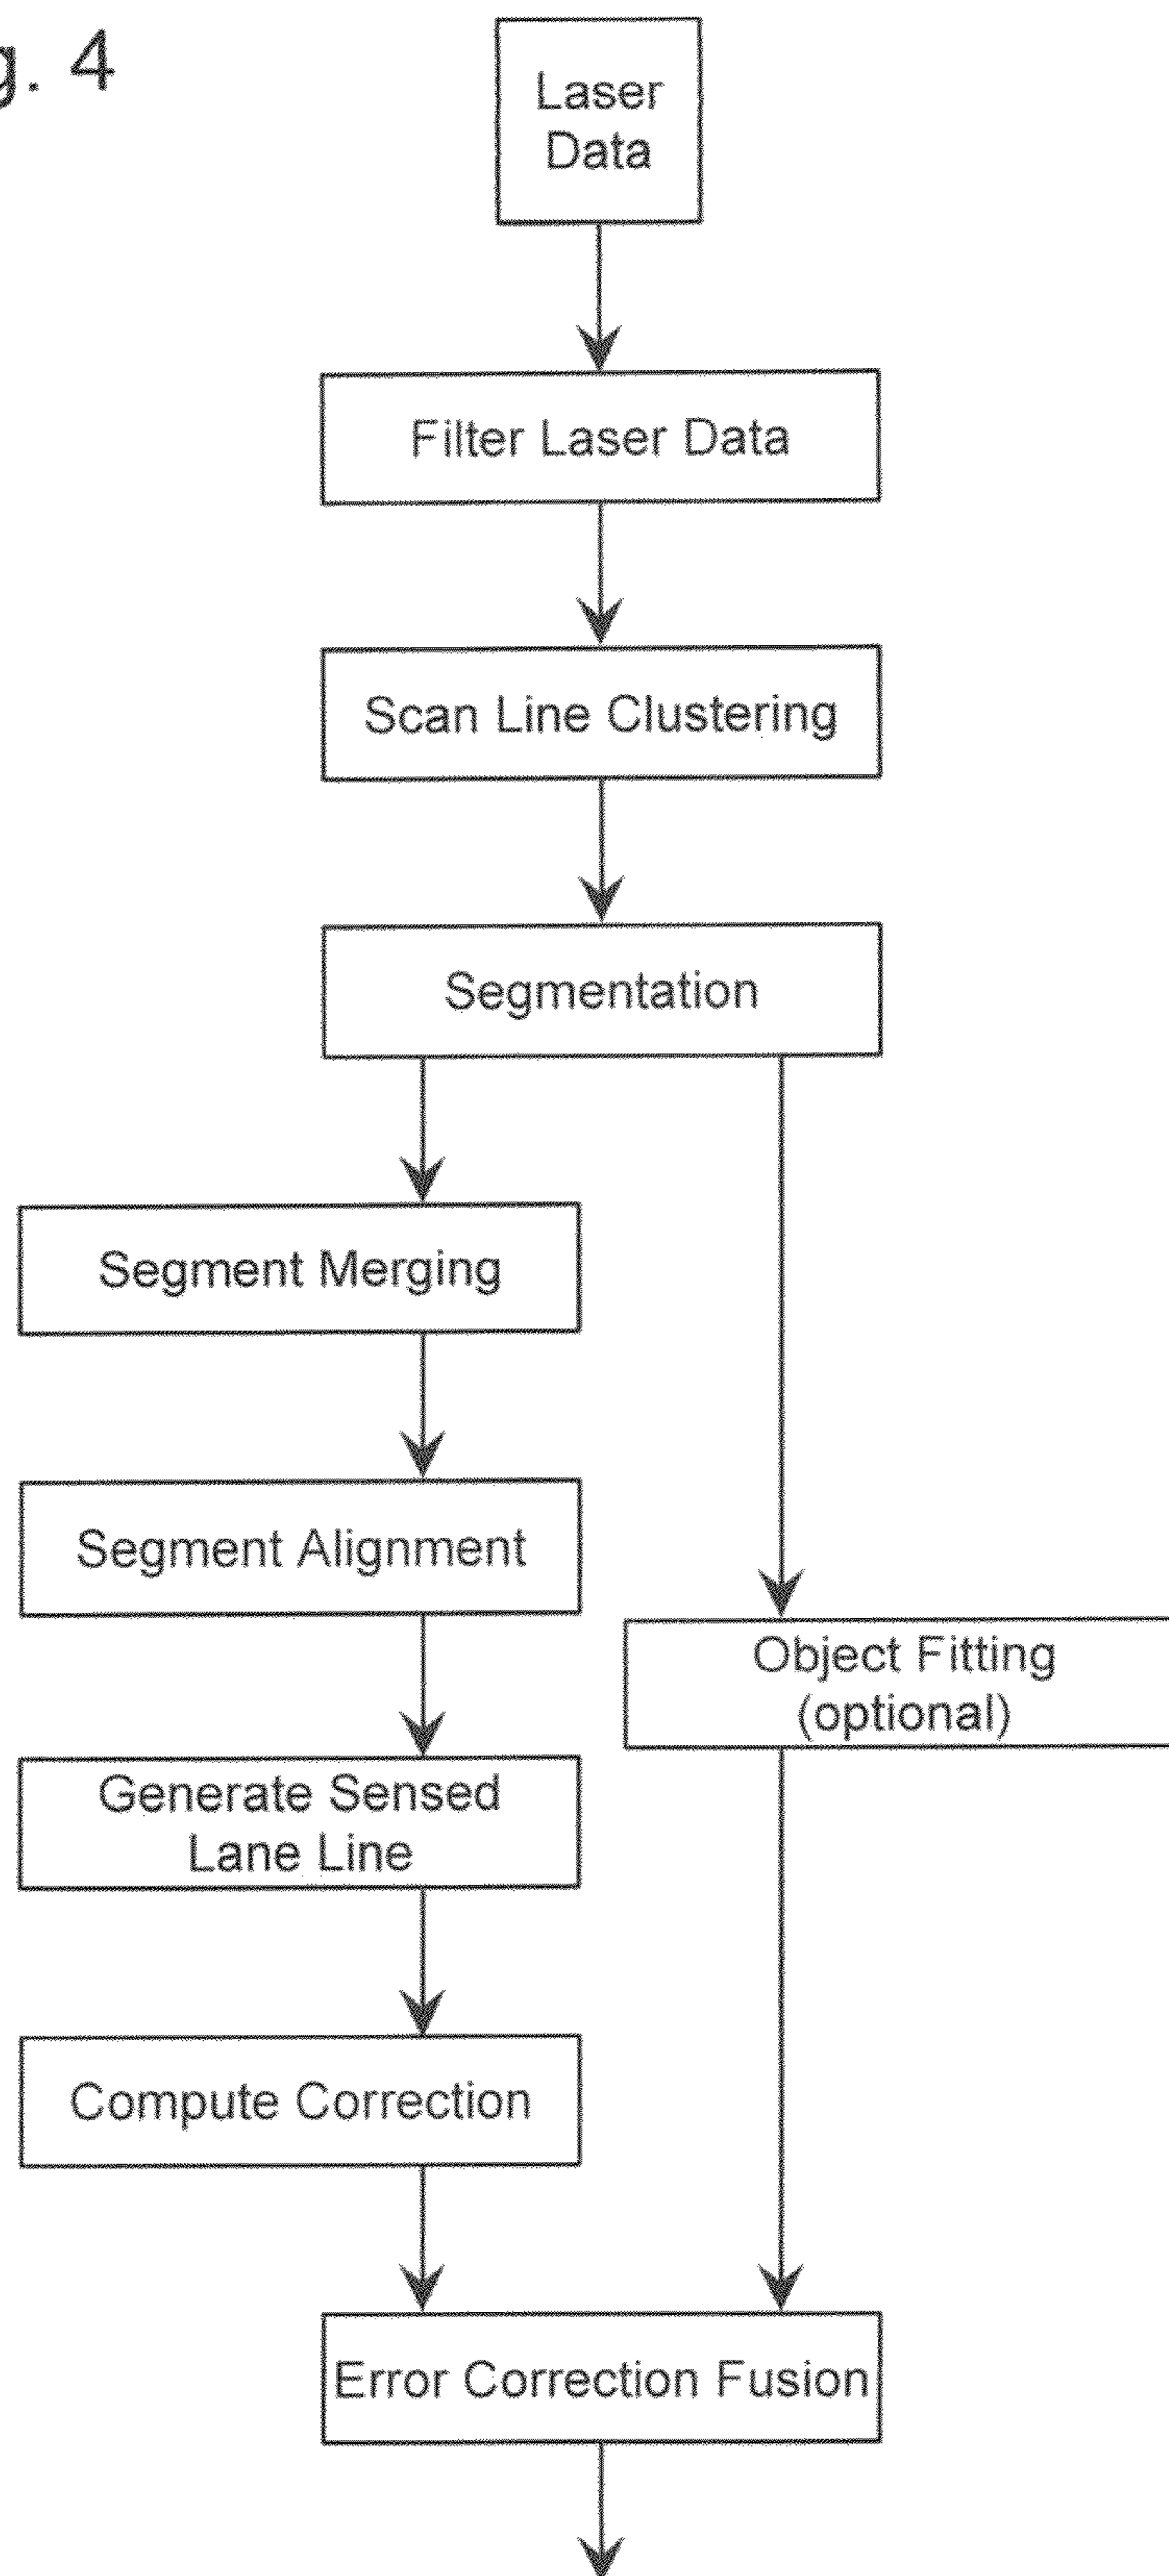 g. 4
Laser
Data
Filter Laser Data
Scan Line Clustering
Segmentation
Segment Merging
Segment Alignment
Object Fitting
(optional)
Generate Sensed
Lane Line
Compute Correction
Error Correction Fusion